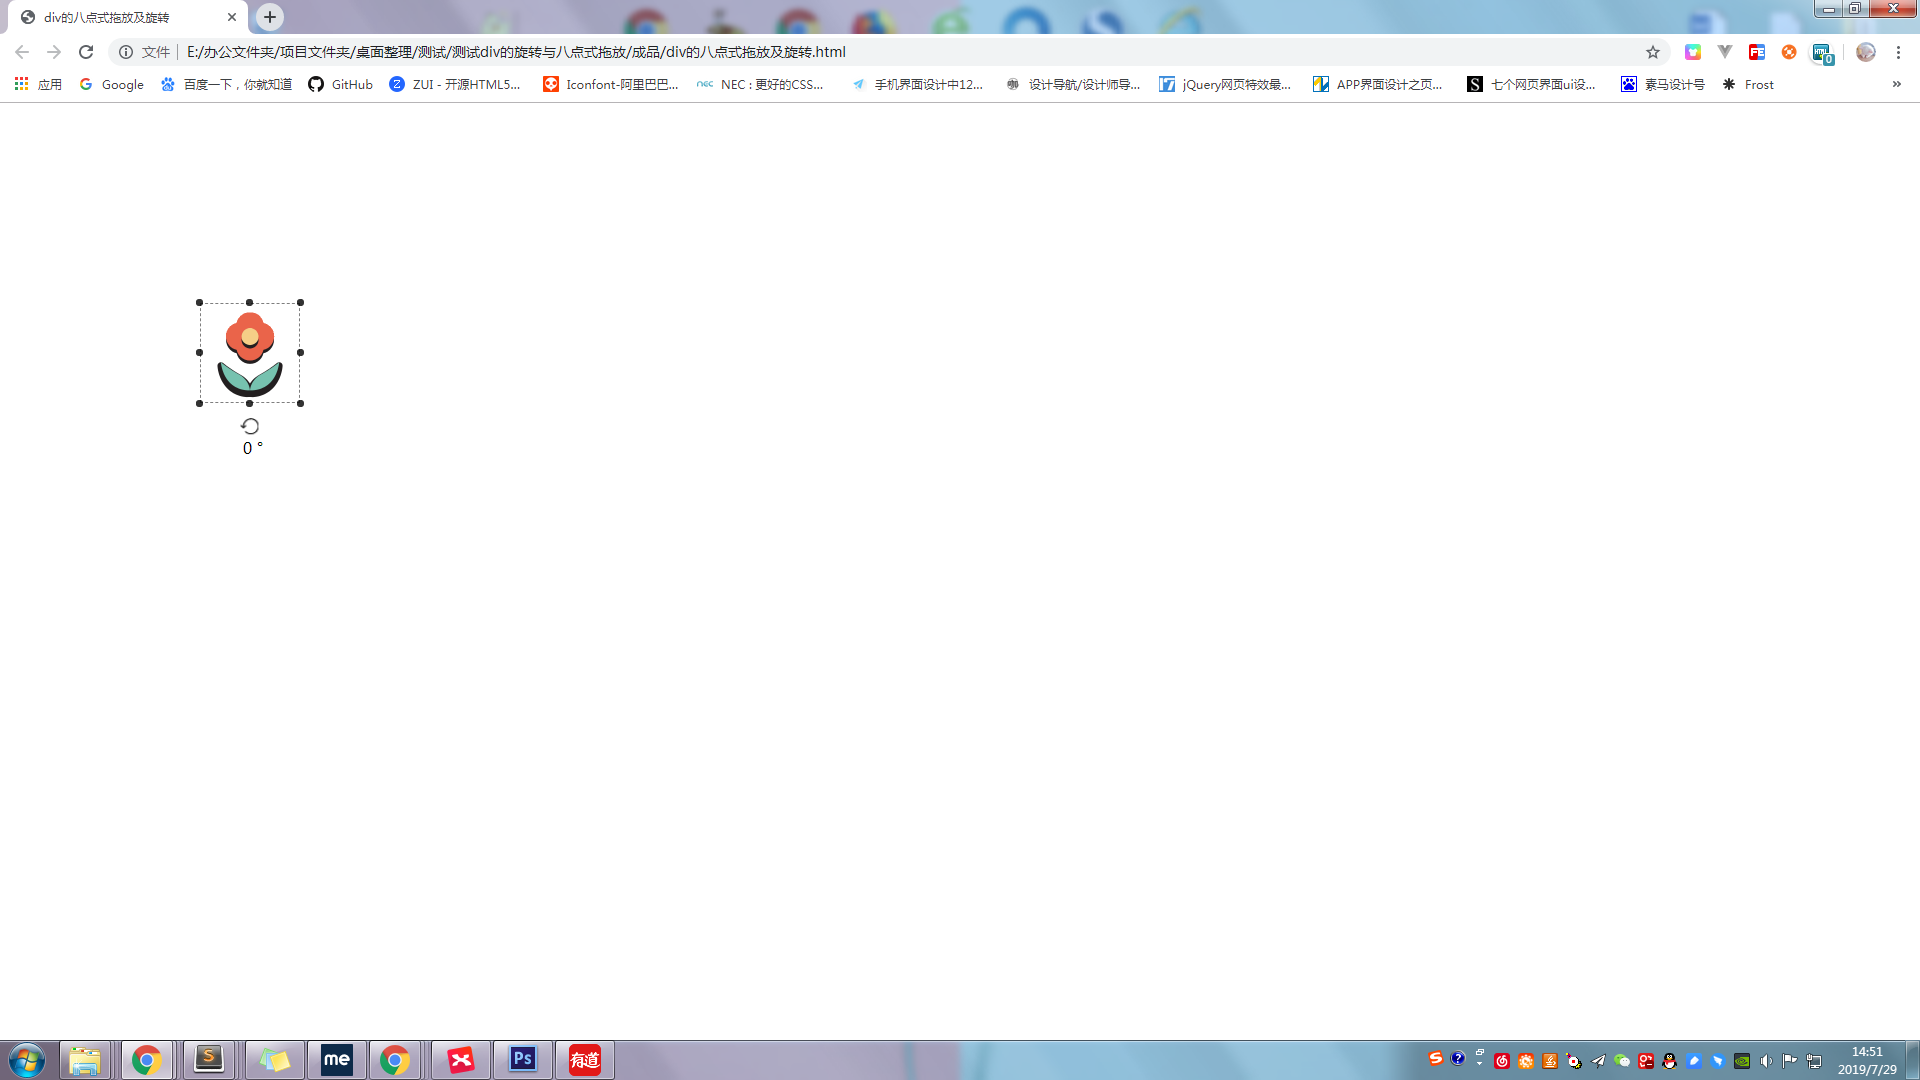 div的八点式拖放及旋转
文件 E:/办公文件夹/项目文件夹/桌面整理/测试/测试div的旋转与八点式拖放/成品/div的八点式拖放及旋转.html
应用 Google 百度一下，你就知道 GitHub ZUI - 开源HTML5... Iconfont-阿里巴巴... NEC : 更好的CSS... 手机界面设计中12... 设计导航/设计师导... jQuery网页特效最... APP界面设计之页... 七个网页界面ui设... 素马设计号 Frost »
0 °
S me Ps 有道
14:51
2019/7/29